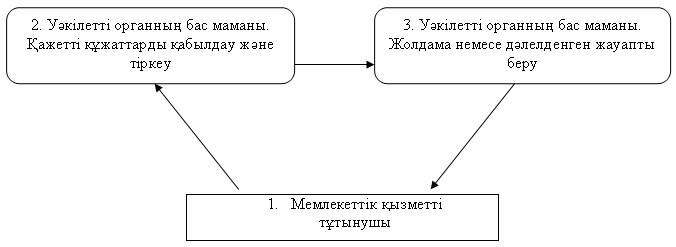 2. Уәкілетті органның бас маманы.
Қажетті құжаттарды қабылдау және
тіркеу
3. Уәкілетті органның бас маманы.
Жолдама немесе дәлелденген жауапты
беру
1. Мемлекеттік қызметті
тұтынушы